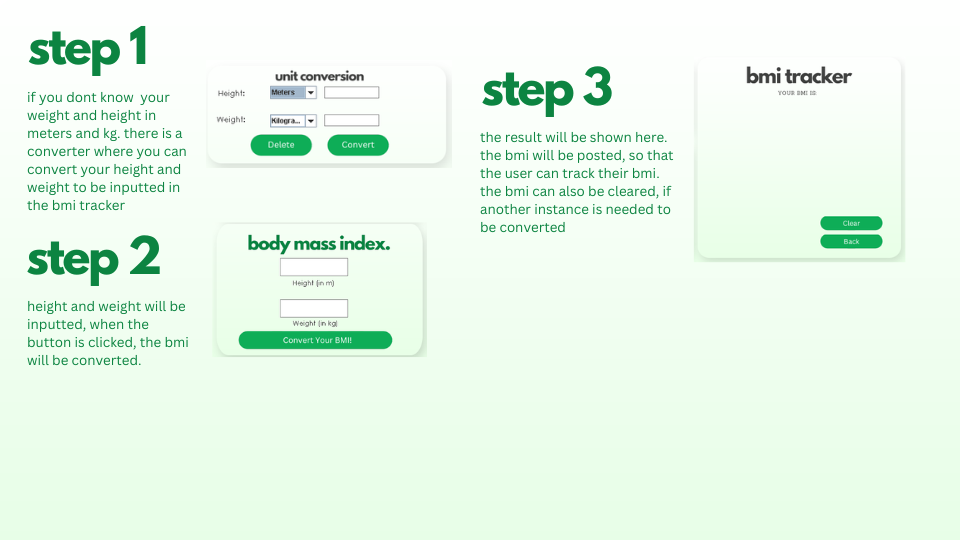 step 1
if you dont know  your
weight and height in
meters and kg. there is a
converter where you can
convert your height and
weight to be inputted in
the bmi tracker
unit conversion
Height:
Meters
Weight:
Kilogra...
Delete
Convert
step 2
height and weight will be
inputted, when the
button is clicked, the bmi
will be converted.
body mass index.
Height (in m)
Weight (in kg)
Convert Your BMI!
step 3
the result will be shown here.
the bmi will be posted, so that
the user can track their bmi.
the bmi can also be cleared, if
another instance is needed to
be converted
bmi tracker
YOUR BMI IS:
Clear
Back